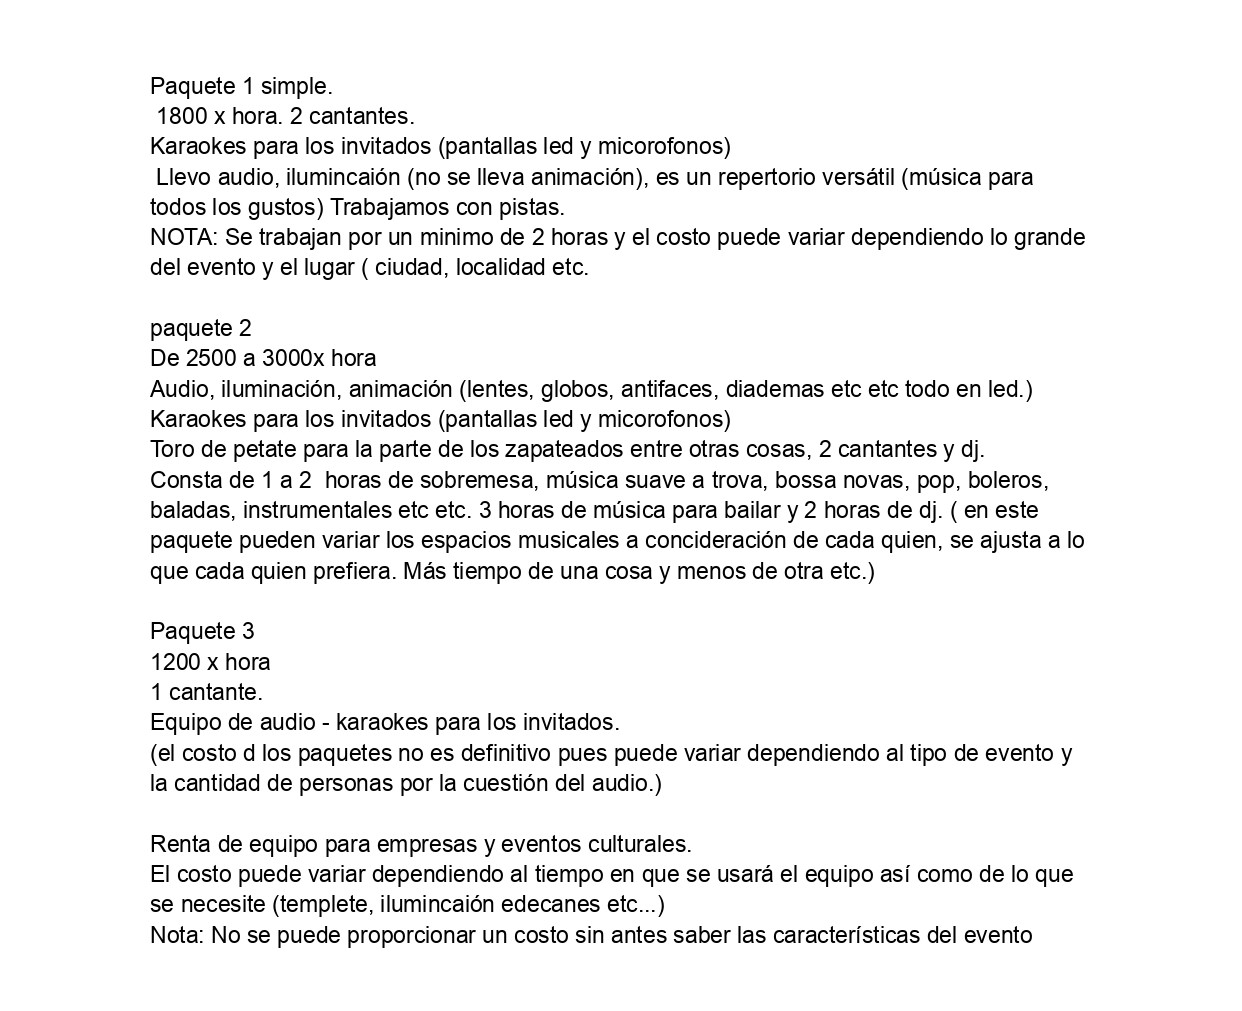 Paquete 1 simple.
1800 x hora. 2 cantantes.
Karaokes para los invitados (pantallas led y micorofonos)
Llevo audio, ilumincaión (no se lleva animación), es un repertorio versátil (música para
todos los gustos) Trabajamos con pistas.
NOTA: Se trabajan por un minimo de 2 horas y el costo puede variar dependiendo lo grande
del evento y el lugar ( ciudad, localidad etc.
paquete 2
De 2500 a 3000x hora
Audio, iluminación, animación (lentes, globos, antifaces, diademas etc etc todo en led.)
Karaokes para los invitados (pantallas led y micorofonos)
Toro de petate para la parte de los zapateados entre otras cosas, 2 cantantes y dj.
Consta de 1 a 2  horas de sobremesa, música suave a trova, bossa novas, pop, boleros,
baladas, instrumentales etc etc. 3 horas de música para bailar y 2 horas de dj. ( en este
paquete pueden variar los espacios musicales a concideración de cada quien, se ajusta a lo
que cada quien prefiera. Más tiempo de una cosa y menos de otra etc.)
Paquete 3
1200 x hora
1 cantante.
Equipo de audio - karaokes para los invitados.
(el costo d los paquetes no es definitivo pues puede variar dependiendo al tipo de evento y
la cantidad de personas por la cuestión del audio.)
Renta de equipo para empresas y eventos culturales.
El costo puede variar dependiendo al tiempo en que se usará el equipo así como de lo que
se necesite (templete, ilumincaión edecanes etc...)
Nota: No se puede proporcionar un costo sin antes saber las características del evento